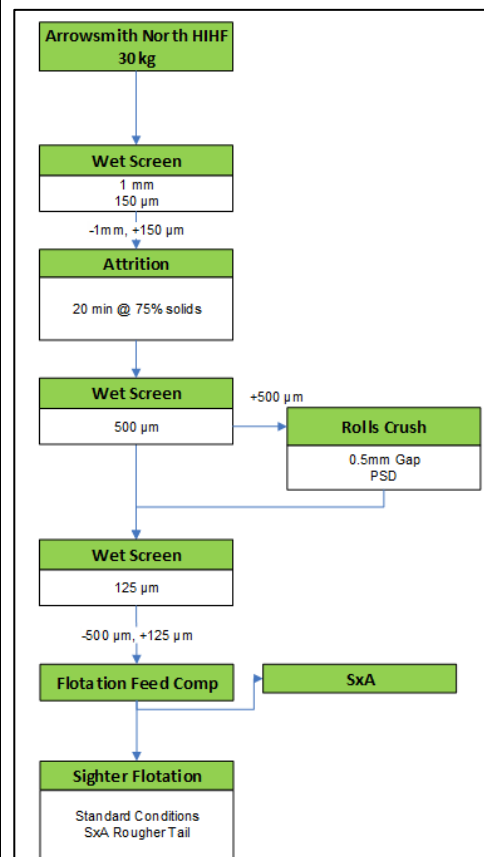 Arrowsmith North HIHF
30kg
Wet Screen
1 mm
150 µm
-1mm, +150 µm
Attrition
20 min @ 75% solids
Wet Screen
500 µm
+500 µm
Rolls Crush
0.5mm Gap
PSD
Wet Screen
125 µm
-500 µm, +125 µm
Flotation Feed Comp
SxA
Sighter Flotation
Standard Conditions
SxA Rougher Tail